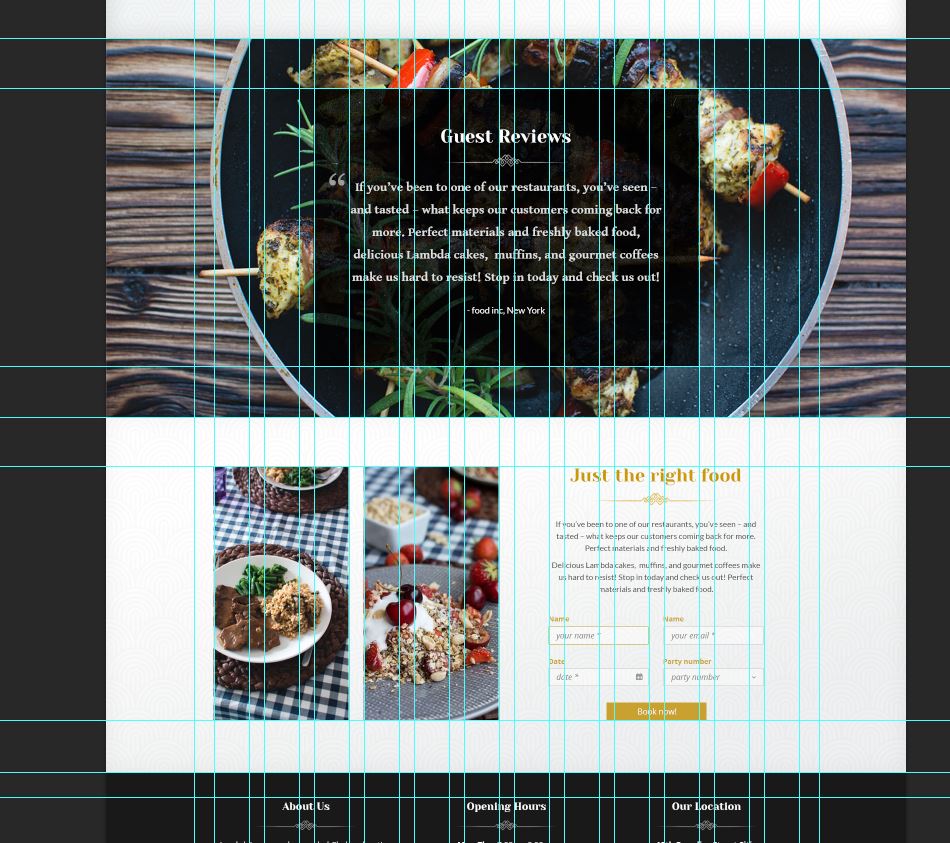 Guest Reviews
“
If you’ve been to one of our restaurants, you’ve seen –
and tasted – what keeps our customers coming back for
more. Perfect materials and freshly baked food,
delicious Lambda cakes,  muffins, and gourmet coffees
make us hard to resist! Stop in today and check us out!
- food inc, New York
Just the right food
If you’ve been to one of our restaurants, you’ve seen – and
tasted – what keeps our customers coming back for more.
Perfect materials and freshly baked food.
Delicious Lambda cakes, muffins, and gourmet coffees make
us hard to resist! Stop in today and check us out! Perfect
materials and freshly baked food.
Name Name
your name * your email *
Date Party number
date * party number
Book now!
About Us Opening Hours Our Location